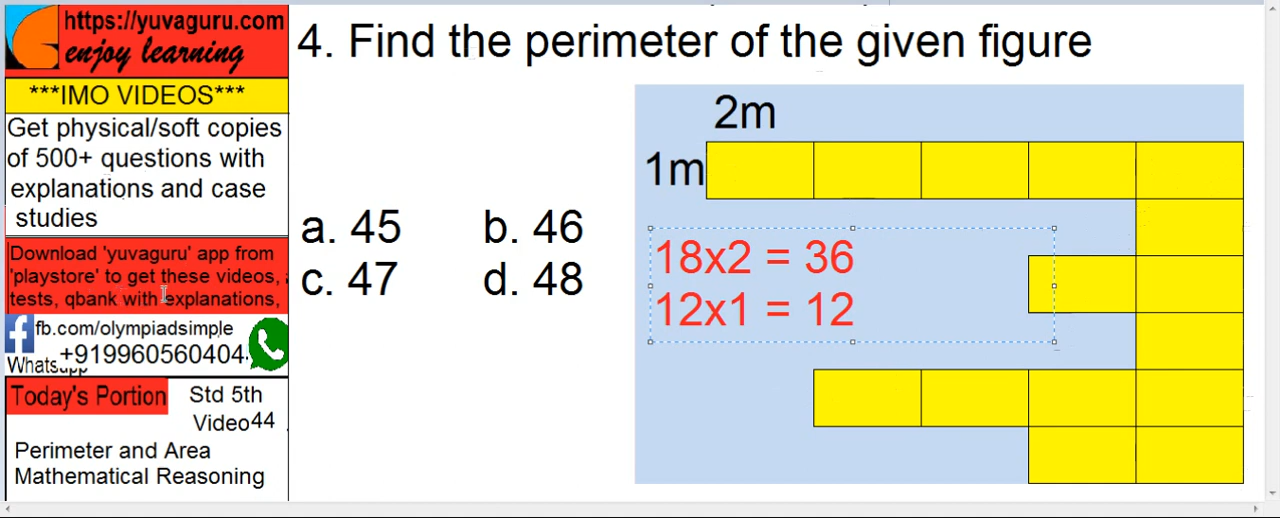 https://yuvaguru.com
enjoy learning
***IMO VIDEOS***
Get physical/soft copies
of 500+ questions with
explanations and case
studies
Download 'yuvaguru' app from
'playstore' to get these videos,
tests, qbank with explanations,
fb.com/olympiadsimple
+919960560404
Whatsupp
Today's Portion
Std 5th
Video44
Perimeter and Area
Mathematical Reasoning
4. Find the perimeter of the given figure
a. 45 b. 46
c. 47 d. 48
2m
1m
18x2 = 36
12x1 = 12